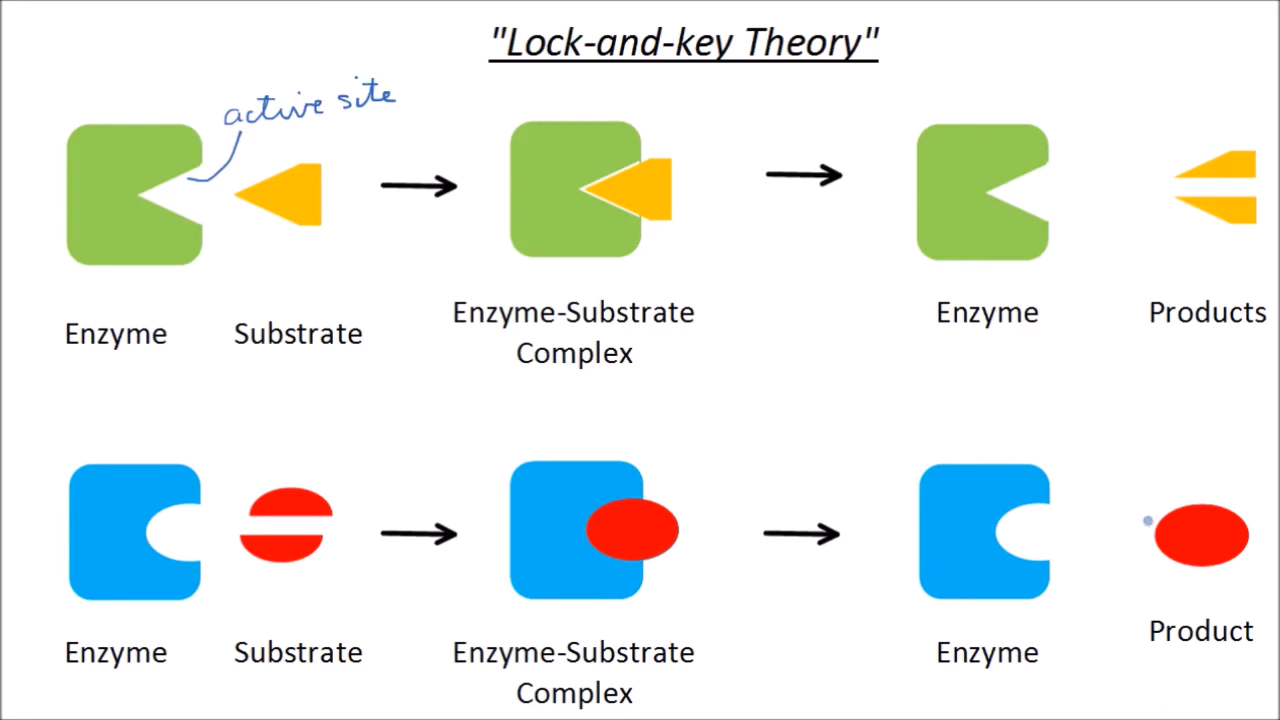 "Lock-and-key Theory"
active site
Enzyme
Substrate
Enzyme-Substrate
Complex
Enzyme
Products
Enzyme
Substrate
Enzyme-Substrate
Complex
Enzyme
Product